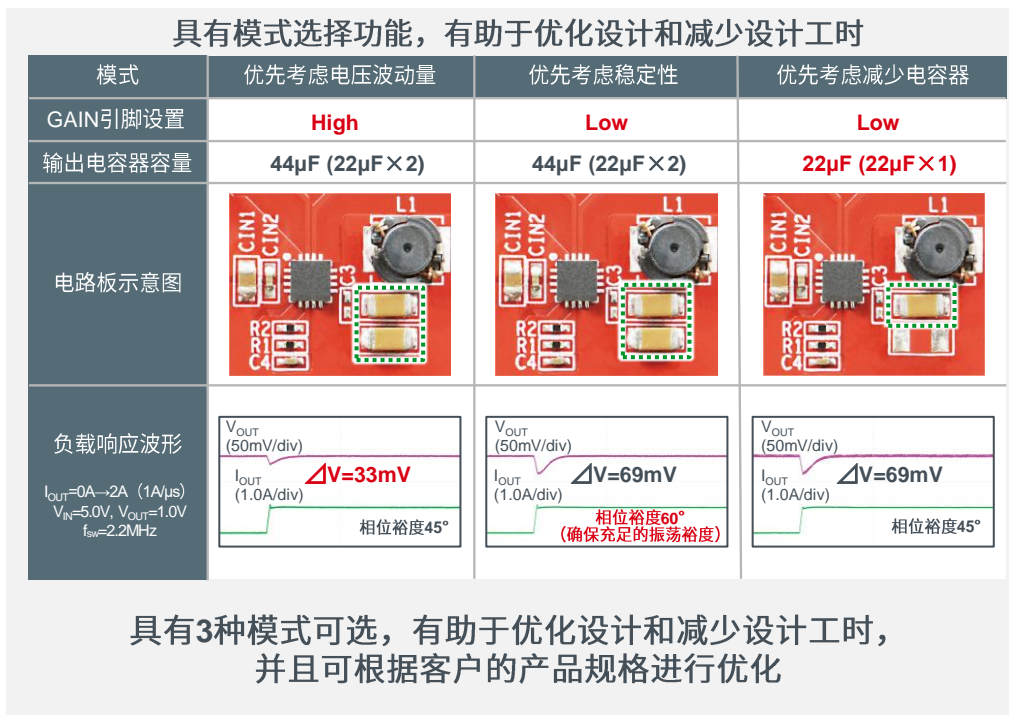 具有模式选择功能，有助于优化设计和减少设计工时
模式
优先考虑电压波动量
优先考虑稳定性
优先考虑减少电容器
GAIN引脚设置
High
Low
Low
输出电容器容量
44μF (22μF×2)
44μF (22μF×2)
22μF (22μF×1)
电路板示意图
L1
CIN1
CIN2
R2
R1
C4
L1
CIN1
CIN2
R2
R1
C4
L1
CIN1
CIN2
R2
R1
C4
负载响应波形
IOUT=0A→2A（1A/μs）
VIN=5.0V, VOUT=1.0V
fsw=2.2MHz
VOUT
(50mV/div)
⊿V=33mV
IOUT
(1.0A/div)
相位裕度45°
VOUT
(50mV/div)
⊿V=69mV
IOUT
(1.0A/div)
相位裕度60°
（确保充足的振荡裕度）
VOUT
(50mV/div)
⊿V=69mV
IOUT
(1.0A/div)
相位裕度45°
具有3种模式可选，有助于优化设计和减少设计工时，
并且可根据客户的产品规格进行优化